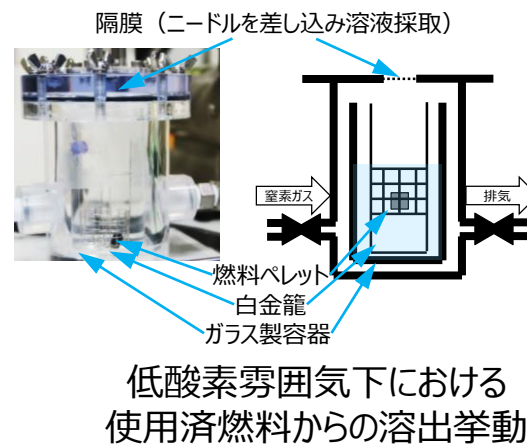 隔膜（ニードルを差し込み溶液採取）
窒素ガス
排気
燃料ペレット
白金籠
ガラス製容器
低酸素雰囲気下における
使用済燃料からの溶出挙動